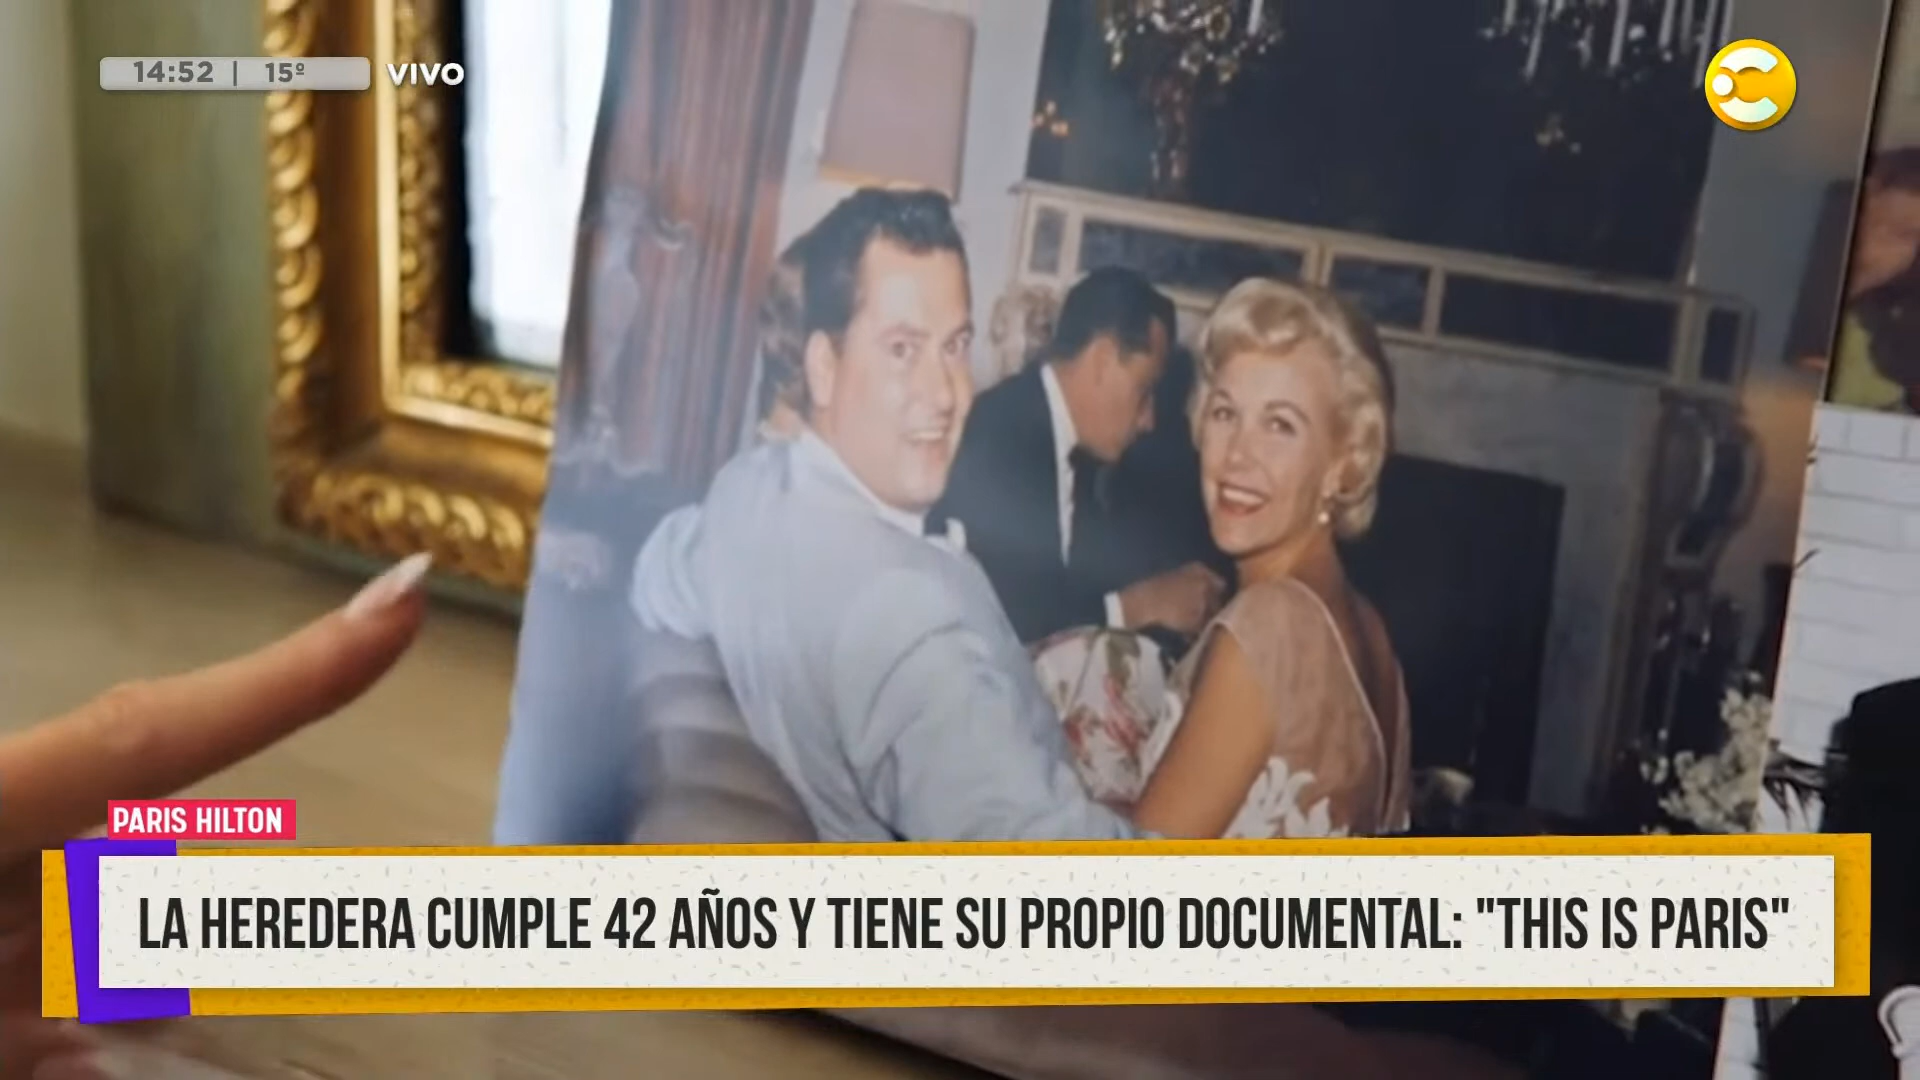 14:52 | 15º VIVO
PARIS HILTON
LA HEREDERA CUMPLE 42 AÑOS Y TIENE SU PROPIO DOCUMENTAL: "THIS IS PARIS"